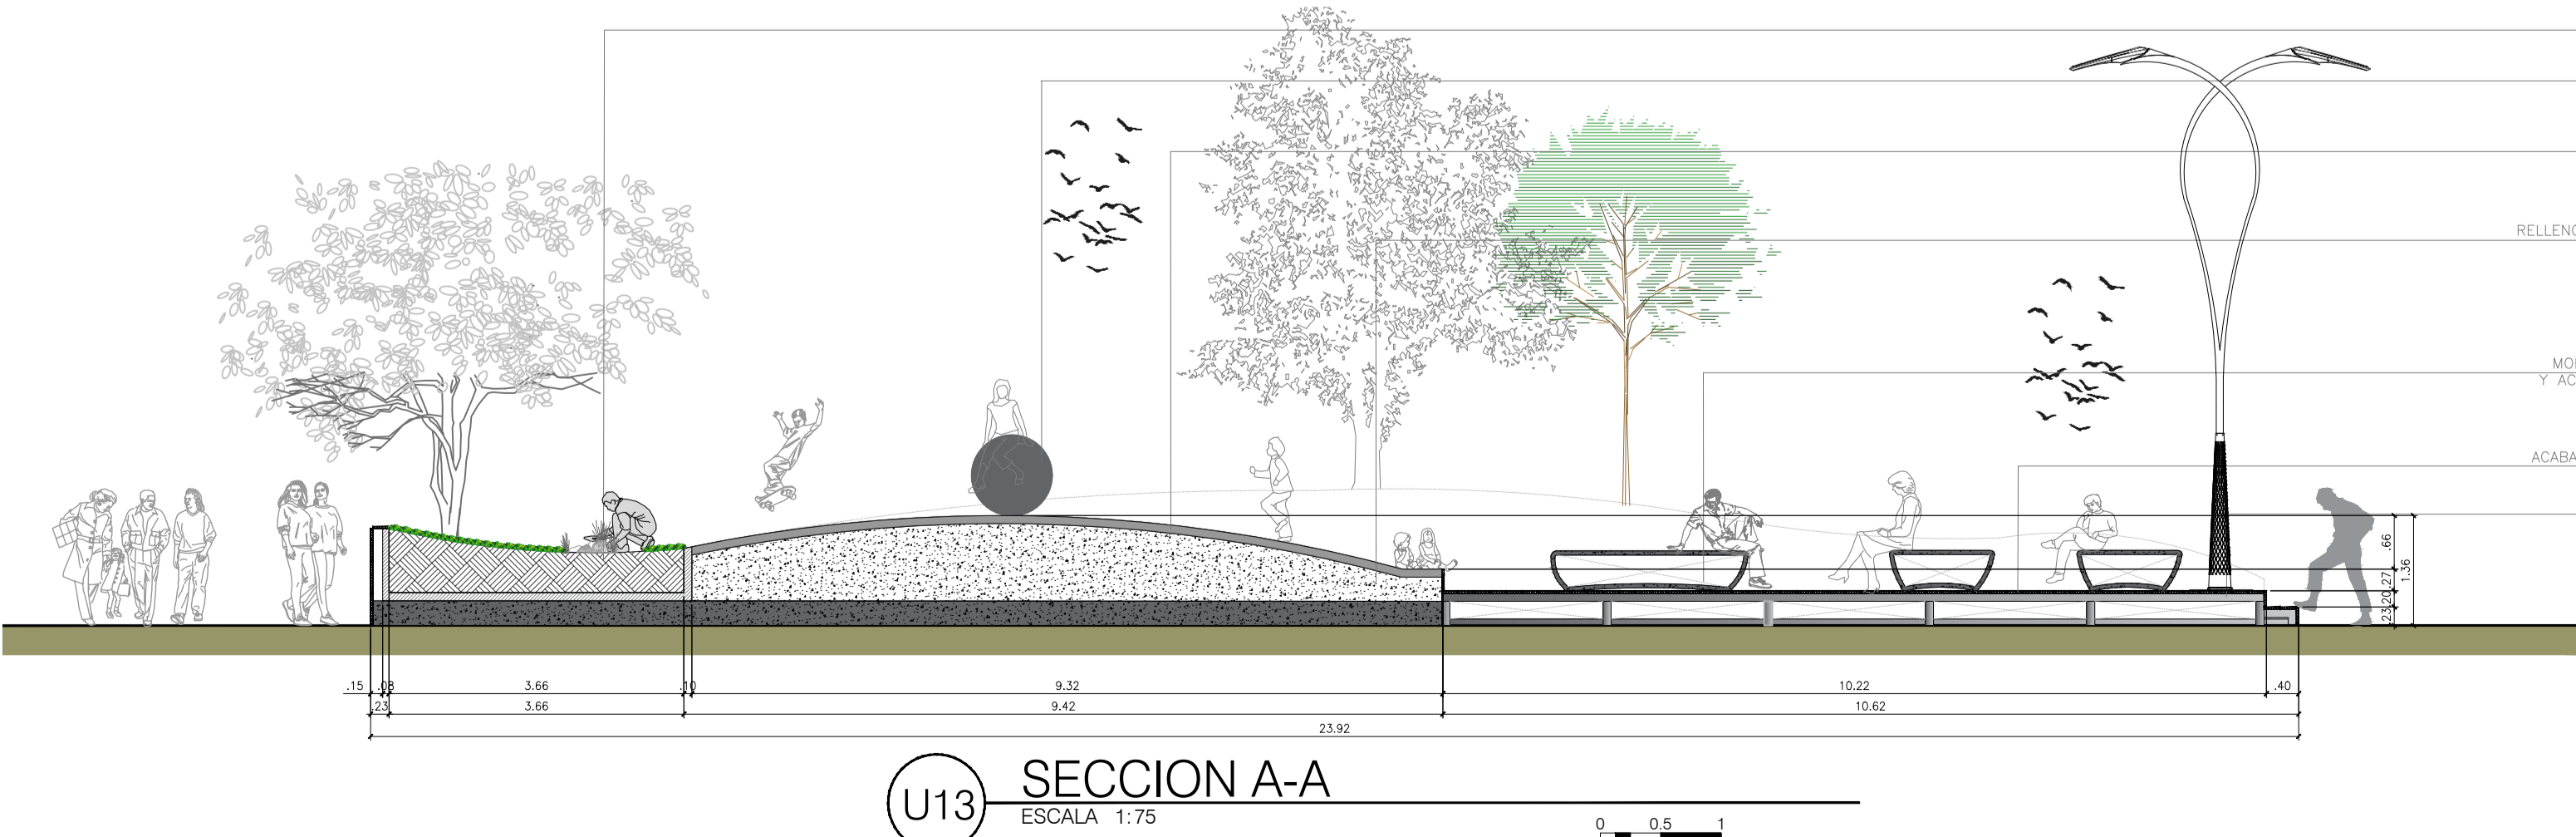 RELLENO
MO
Y AC
ACABA
.66
1.36
.27
.20
.23
.15
.08
3.66
.10
9.32
10.22
.40
.23
3.66
9.42
10.62
23.92
U13
SECCION A-A
ESCALA 1:75
0 0.5 1